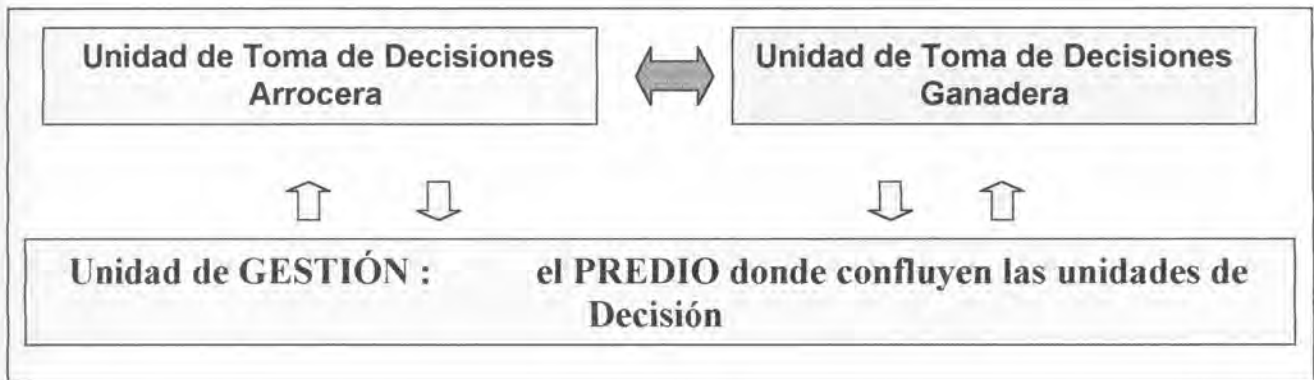 Unidad de Toma de Decisiones
Arrocera
Unidad de Toma de Decisiones
Ganadera
Unidad de GESTIÓN : el PREDIO donde confluyen las unidades de
Decisión